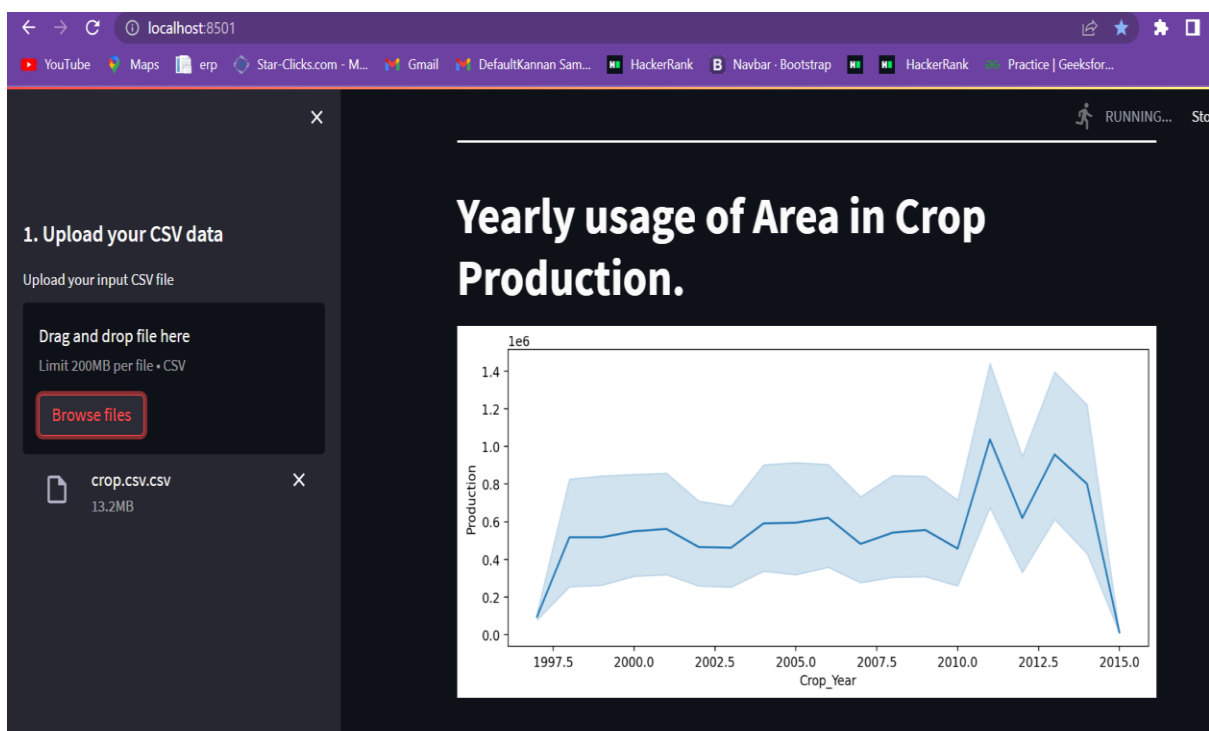 localhost:8501
YouTube Maps erp Star-Clicks.com - M... Gmail DefaultKannan Sam... HackerRank B Navbar · Bootstrap HackerRank Practice | Geeksfor...
RUNNING... Sto
1. Upload your CSV data
Upload your input CSV file
Drag and drop file here
Limit 200MB per file • CSV
Browse files
crop.csv.csv
13.2MB
Yearly usage of Area in Crop
Production.
1e6
1.4
1.2
1.0
0.8
0.6
0.4
0.2
0.0
Production
1997.5 2000.0 2002.5 2005.0 2007.5 2010.0 2012.5 2015.0
Crop_Year